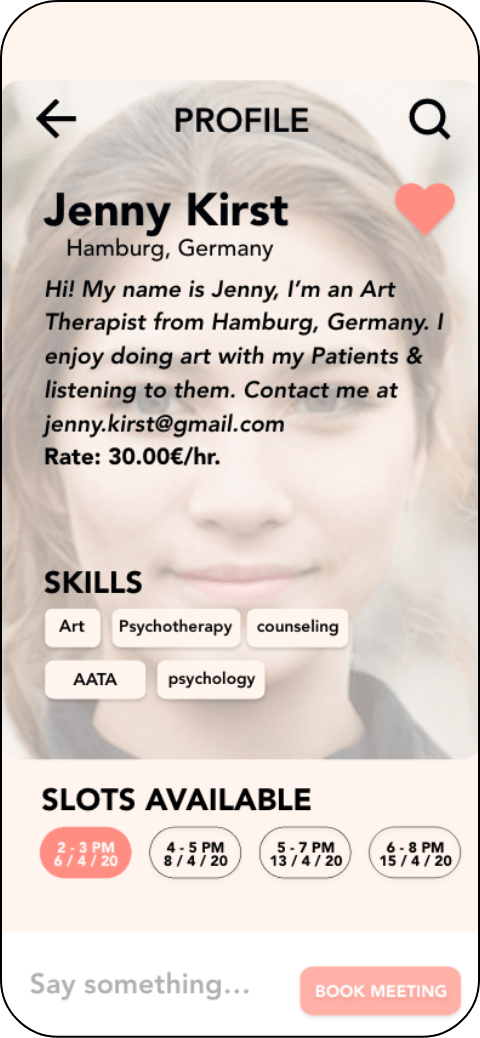 PROFILE
Jenny Kirst
Hamburg, Germany
Hi! My name is Jenny, I'm an Art
Therapist from Hamburg, Germany. I
enjoy doing art with my Patients &
listening to them. Contact me at
jenny.kirst@gmail.com
Rate: 30.00€/hr.
SKILLS
Art Psychotherapy counseling
AATA psychology
SLOTS AVAILABLE
2 - 3 PM 4 - 5 PM 5 - 7 PM 6 - 8 PM
6 / 4 / 20 8 / 4 / 20 13 / 4 / 20 15 / 4 / 20
Say something... BOOK MEETING